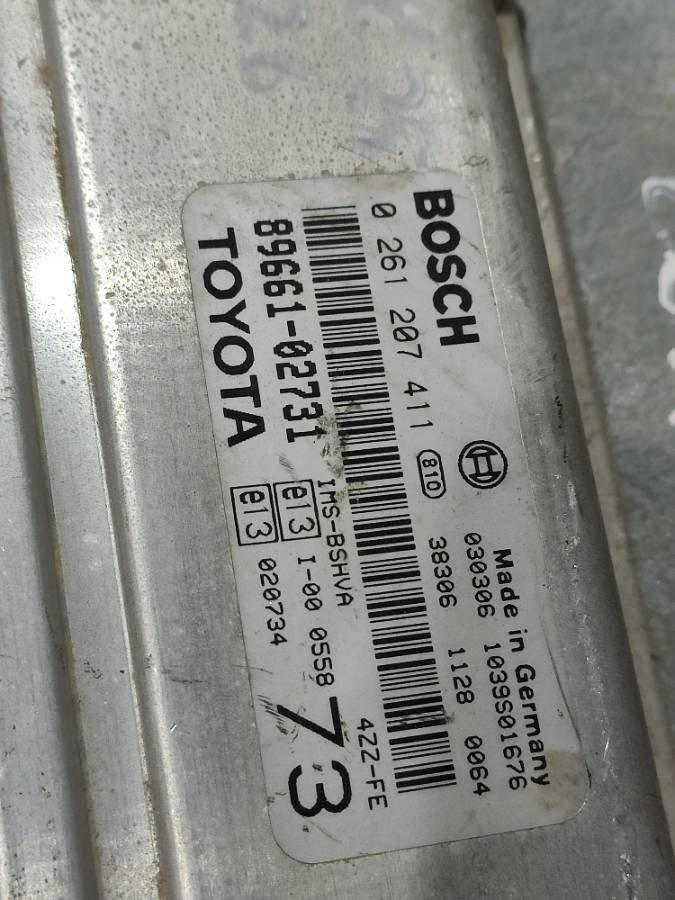 BOSCH
Made in Germany
030306 1039S01676
0 261 207 411 810 38306 1128 0064
IMS-BSHVA 4ZZ-FE
89661-02731 e13 I-00 0558
TOYOTA e13 020734
73